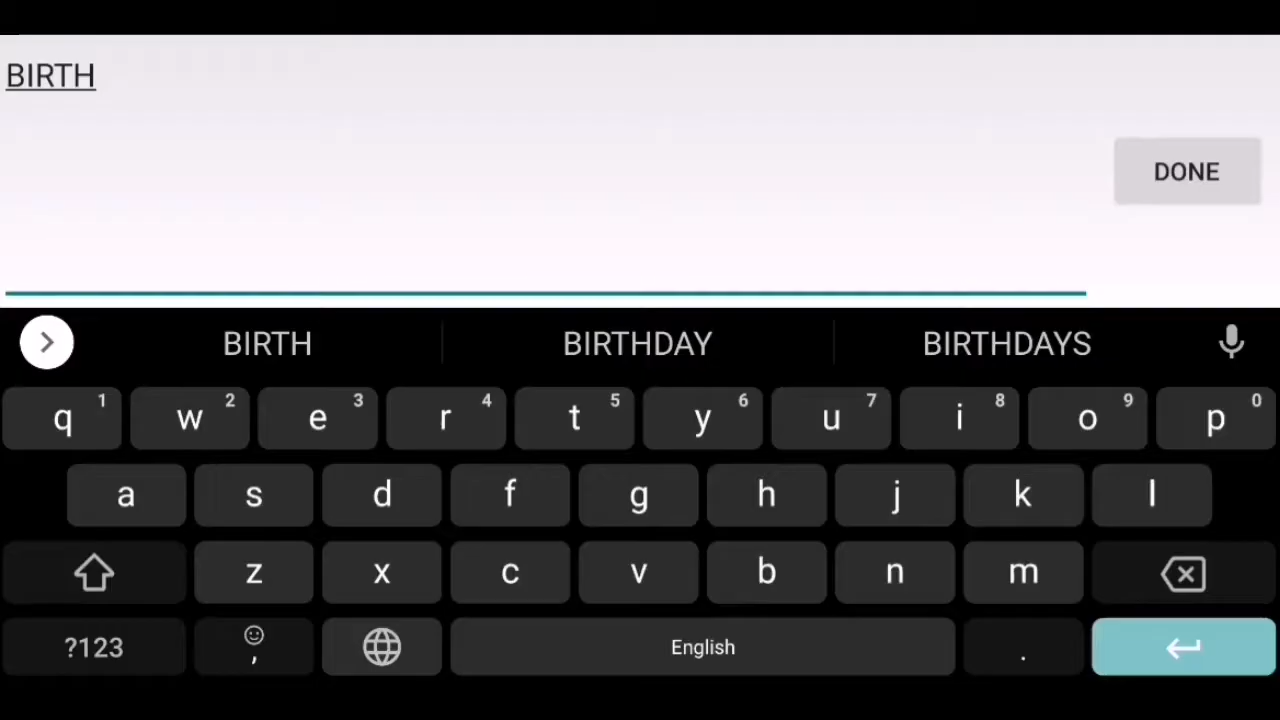 BIRTH
DONE
BIRTH BIRTHDAY BIRTHDAYS
q 1 w 2 e 3 r 4 t 5 y 6 u 7 i 8 o 9 p 0
a s d f g h j k l
z x c v b n m
?123 , English .